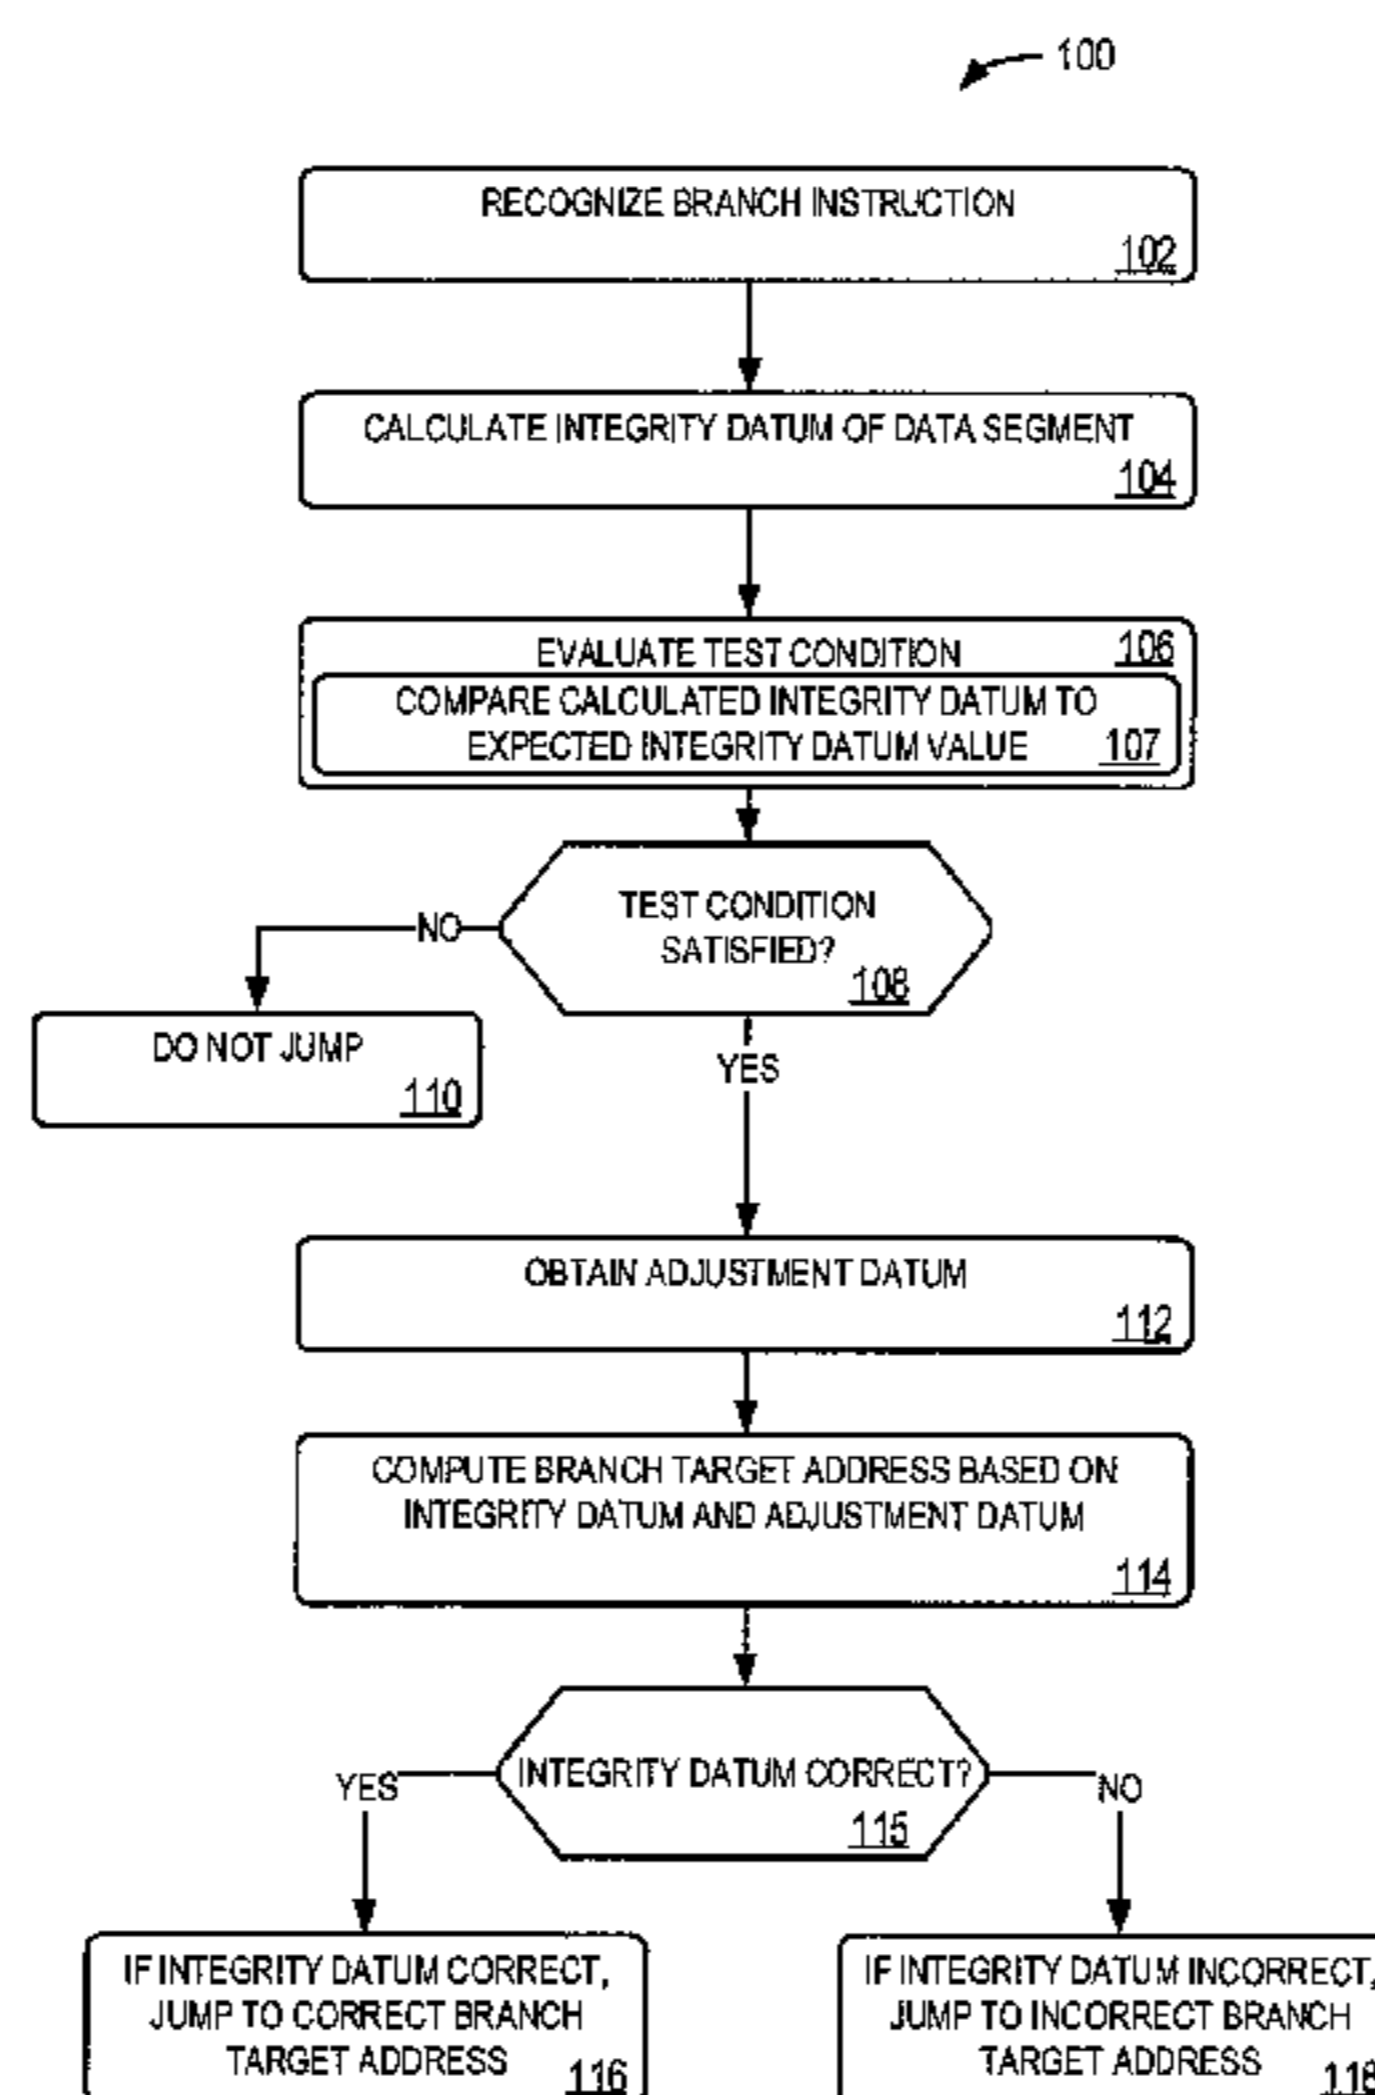 100
RECOGNIZE BRANCH INSTRUCTION
102
CALCULATE INTEGRITY DATUM OF DATA SEGMENT
104
EVALUATE TEST CONDITION
106
COMPARE CALCULATED INTEGRITY DATUM TO
EXPECTED INTEGRITY DATUM VALUE
107
TEST CONDITION
SATISFIED?
108
NO
DO NOT JUMP
110
YES
OBTAIN ADJUSTMENT DATUM
112
COMPUTE BRANCH TARGET ADDRESS BASED ON
INTEGRITY DATUM AND ADJUSTMENT DATUM
114
INTEGRITY DATUM CORRECT?
115
YES
NO
IF INTEGRITY DATUM CORRECT,
JUMP TO CORRECT BRANCH
TARGET ADDRESS
116
IF INTEGRITY DATUM INCORRECT,
JUMP TO INCORRECT BRANCH
TARGET ADDRESS
118